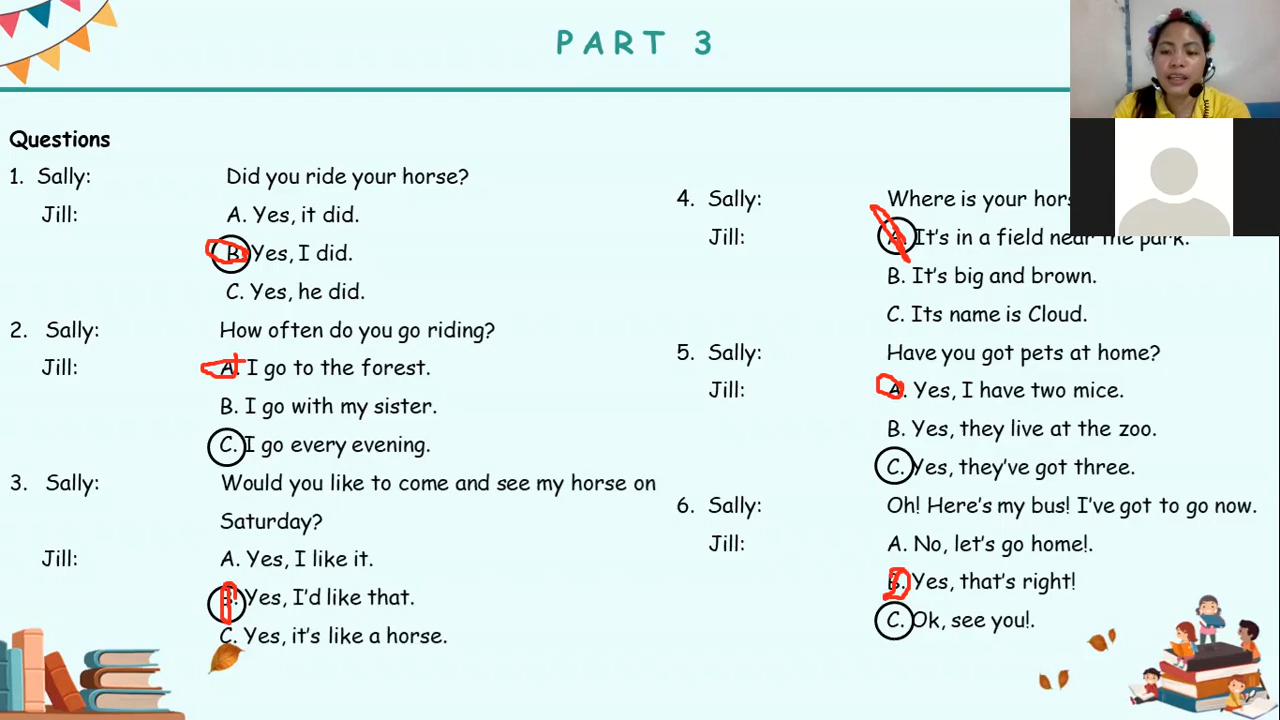 PART 3
Questions
1. Sally: Did you ride your horse?
Jill: A. Yes, it did.
B. Yes, I did.
C. Yes, he did.
2. Sally: How often do you go riding?
Jill: A. I go to the forest.
B. I go with my sister.
C. I go every evening.
3. Sally: Would you like to come and see my horse on
Saturday?
Jill: A. Yes, I like it.
B. Yes, I'd like that.
C. Yes, it's like a horse.
4. Sally: Where is your
Jill: A. It's in a field near the park.
B. It's big and brown.
C. Its name is Cloud.
5. Sally: Have you got pets at home?
Jill: A. Yes, I have two mice.
B. Yes, they live at the zoo.
C. Yes, they've got three.
6. Sally: Oh! Here's my bus! I've got to go now.
Jill: A. No, let's go home!.
B. Yes, that's right!
C. Ok, see you!.